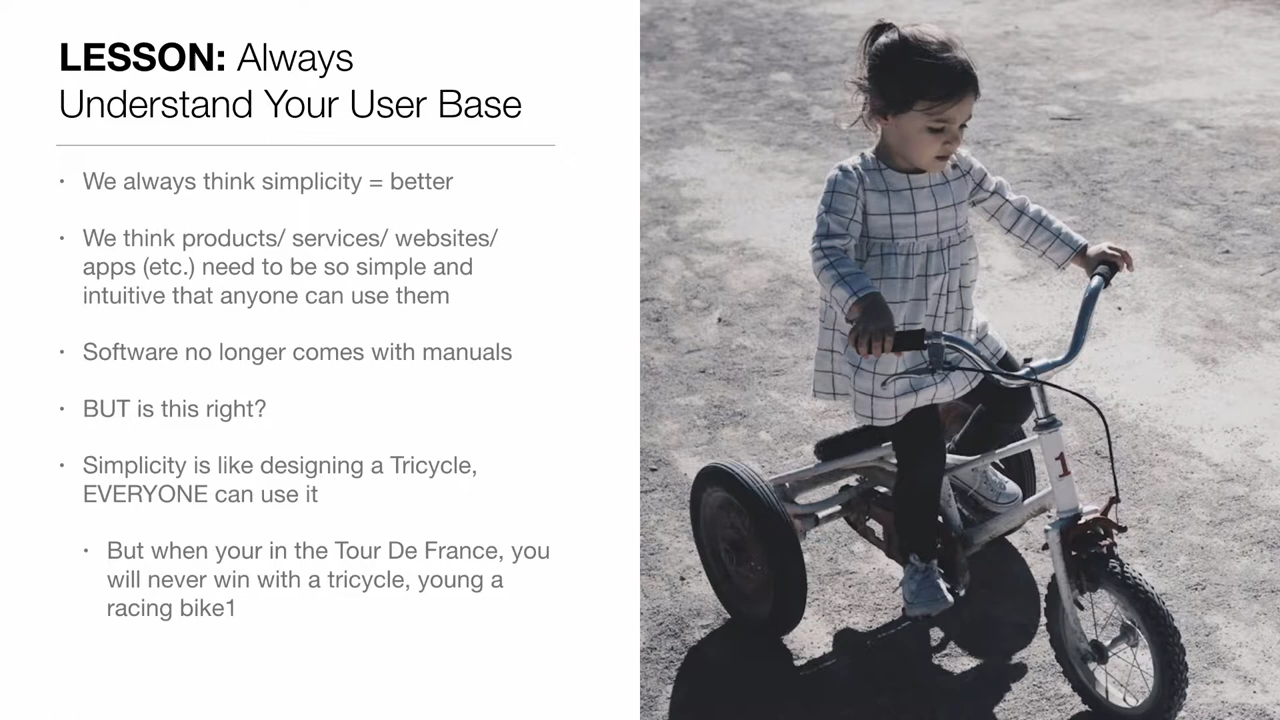 LESSON: Always
Understand Your User Base
• We always think simplicity = better
• We think products/ services/ websites/
apps (etc.) need to be so simple and
intuitive that anyone can use them
• Software no longer comes with manuals
• BUT is this right?
• Simplicity is like designing a Tricycle,
EVERYONE can use it
• But when your in the Tour De France, you
will never win with a tricycle, young a
racing bike1
1